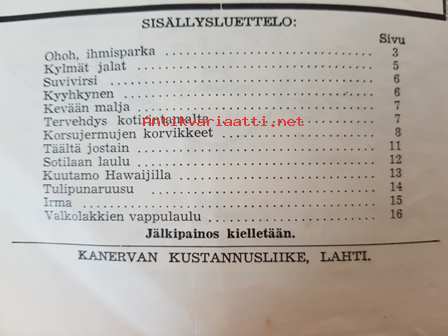 SISÄLLYSLUETTELO:
Sivu
Ohoh, ihmisparka ........ 3
Kylmät jalat ........ 5
Suvivirsi ........ 6
Kyyhkynen ........ 6
Kevään malja ........ 7
Tervehdys kotirintamalta ........ 7
Antikvariaatti.net
Korsujermujen korvikkeet ........ 8
Täältä jostain ........ 11
Sotilaan laulu ........ 12
Kuutamo Hawaijilla ........ 13
Tulipunaruusu ........ 14
Irma ........ 15
Valkolakkien vappulaulu ........ 16
Jälkipainos kielletään.
KANERVAN KUSTANNUSLIIKE, LAHTI.